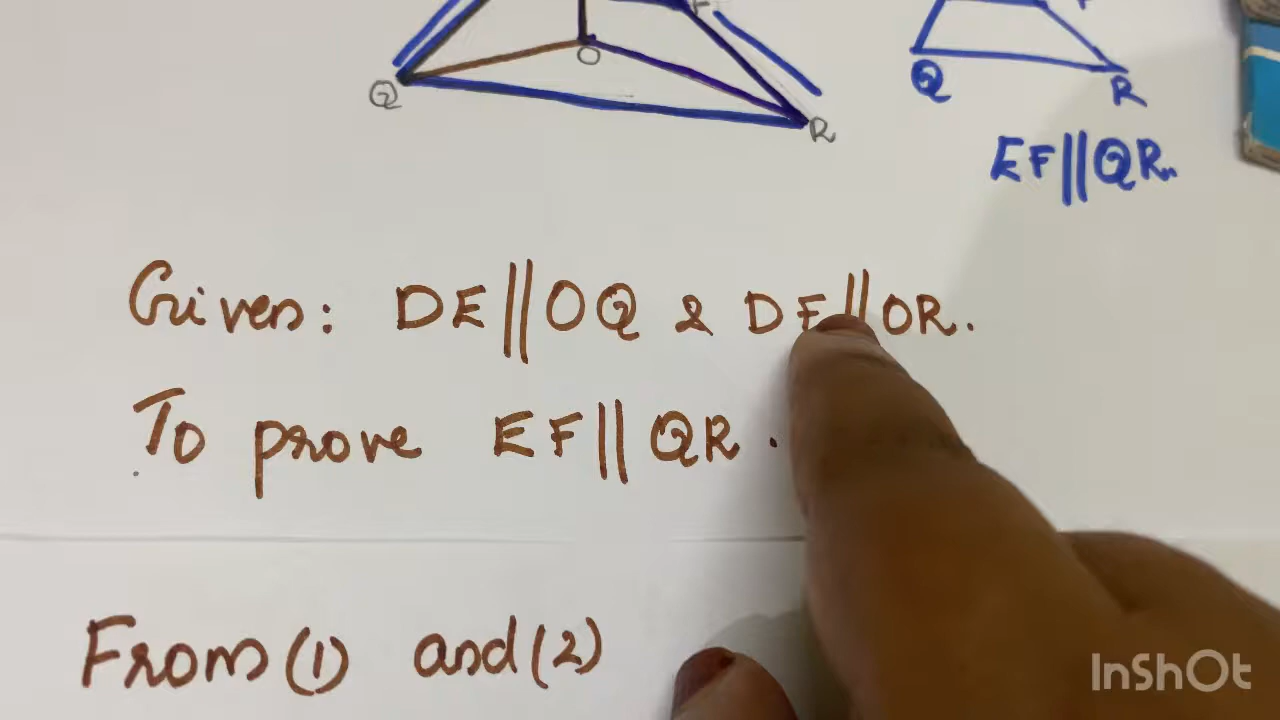 F
Q
O
R
Q
R
EF||QR.
Given: DE||OQ & DF||OR.
To prove EF||QR.
From (1) and (2)
InShOt